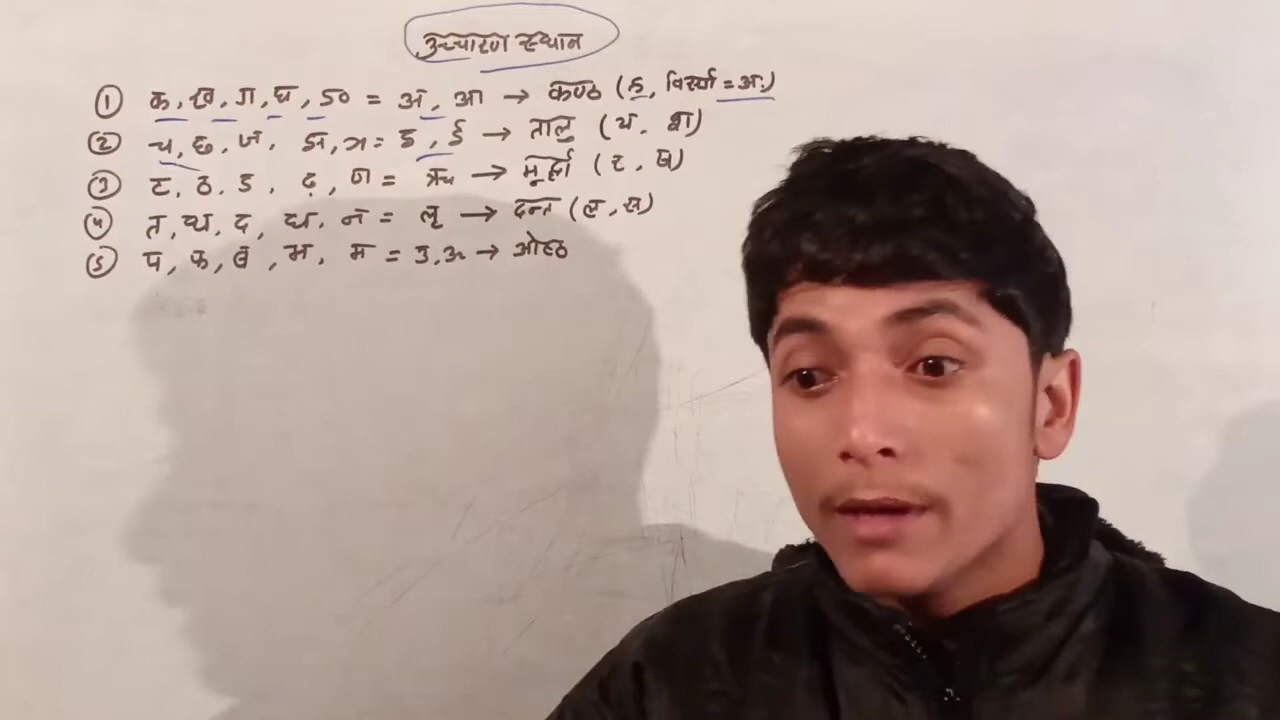 उच्चारण स्थान
① क, ख, ग, घ, ङ = अ, आ → कण्ठ (ह, विसर्ग = अः)
② च, छ, ज, झ, ञ = इ, ई → तालु (य, श)
③ ट, ठ, ड, ढ, ण = ऋ → मूर्द्धा (र, ष)
④ त, थ, द, ध, न = लृ → दन्त (ल, स)
⑤ प, फ, ब, भ, म = उ, ऊ → ओष्ठ